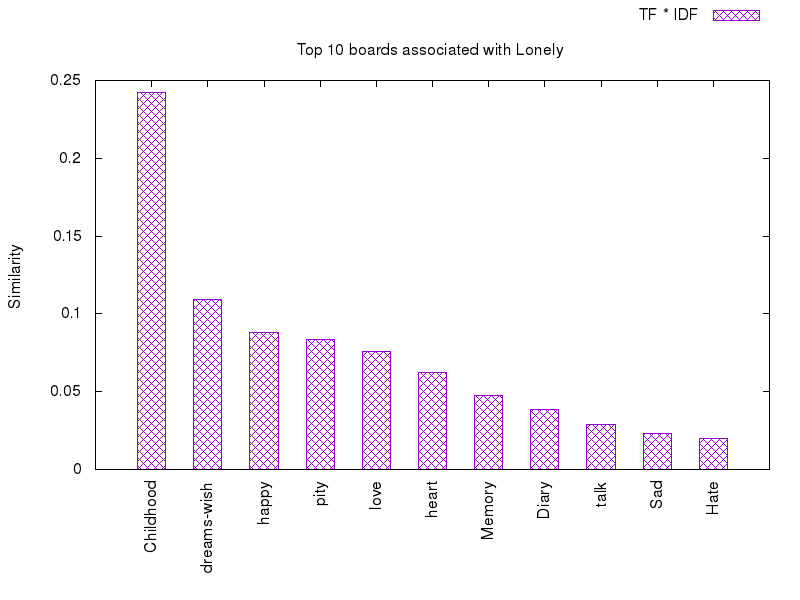 TF * IDF
Top 10 boards associated with Lonely
Similarity
0.25
0.2
0.15
0.1
0.05
0
Childhood
dreams-wish
happy
pity
love
heart
Memory
Diary
talk
Sad
Hate